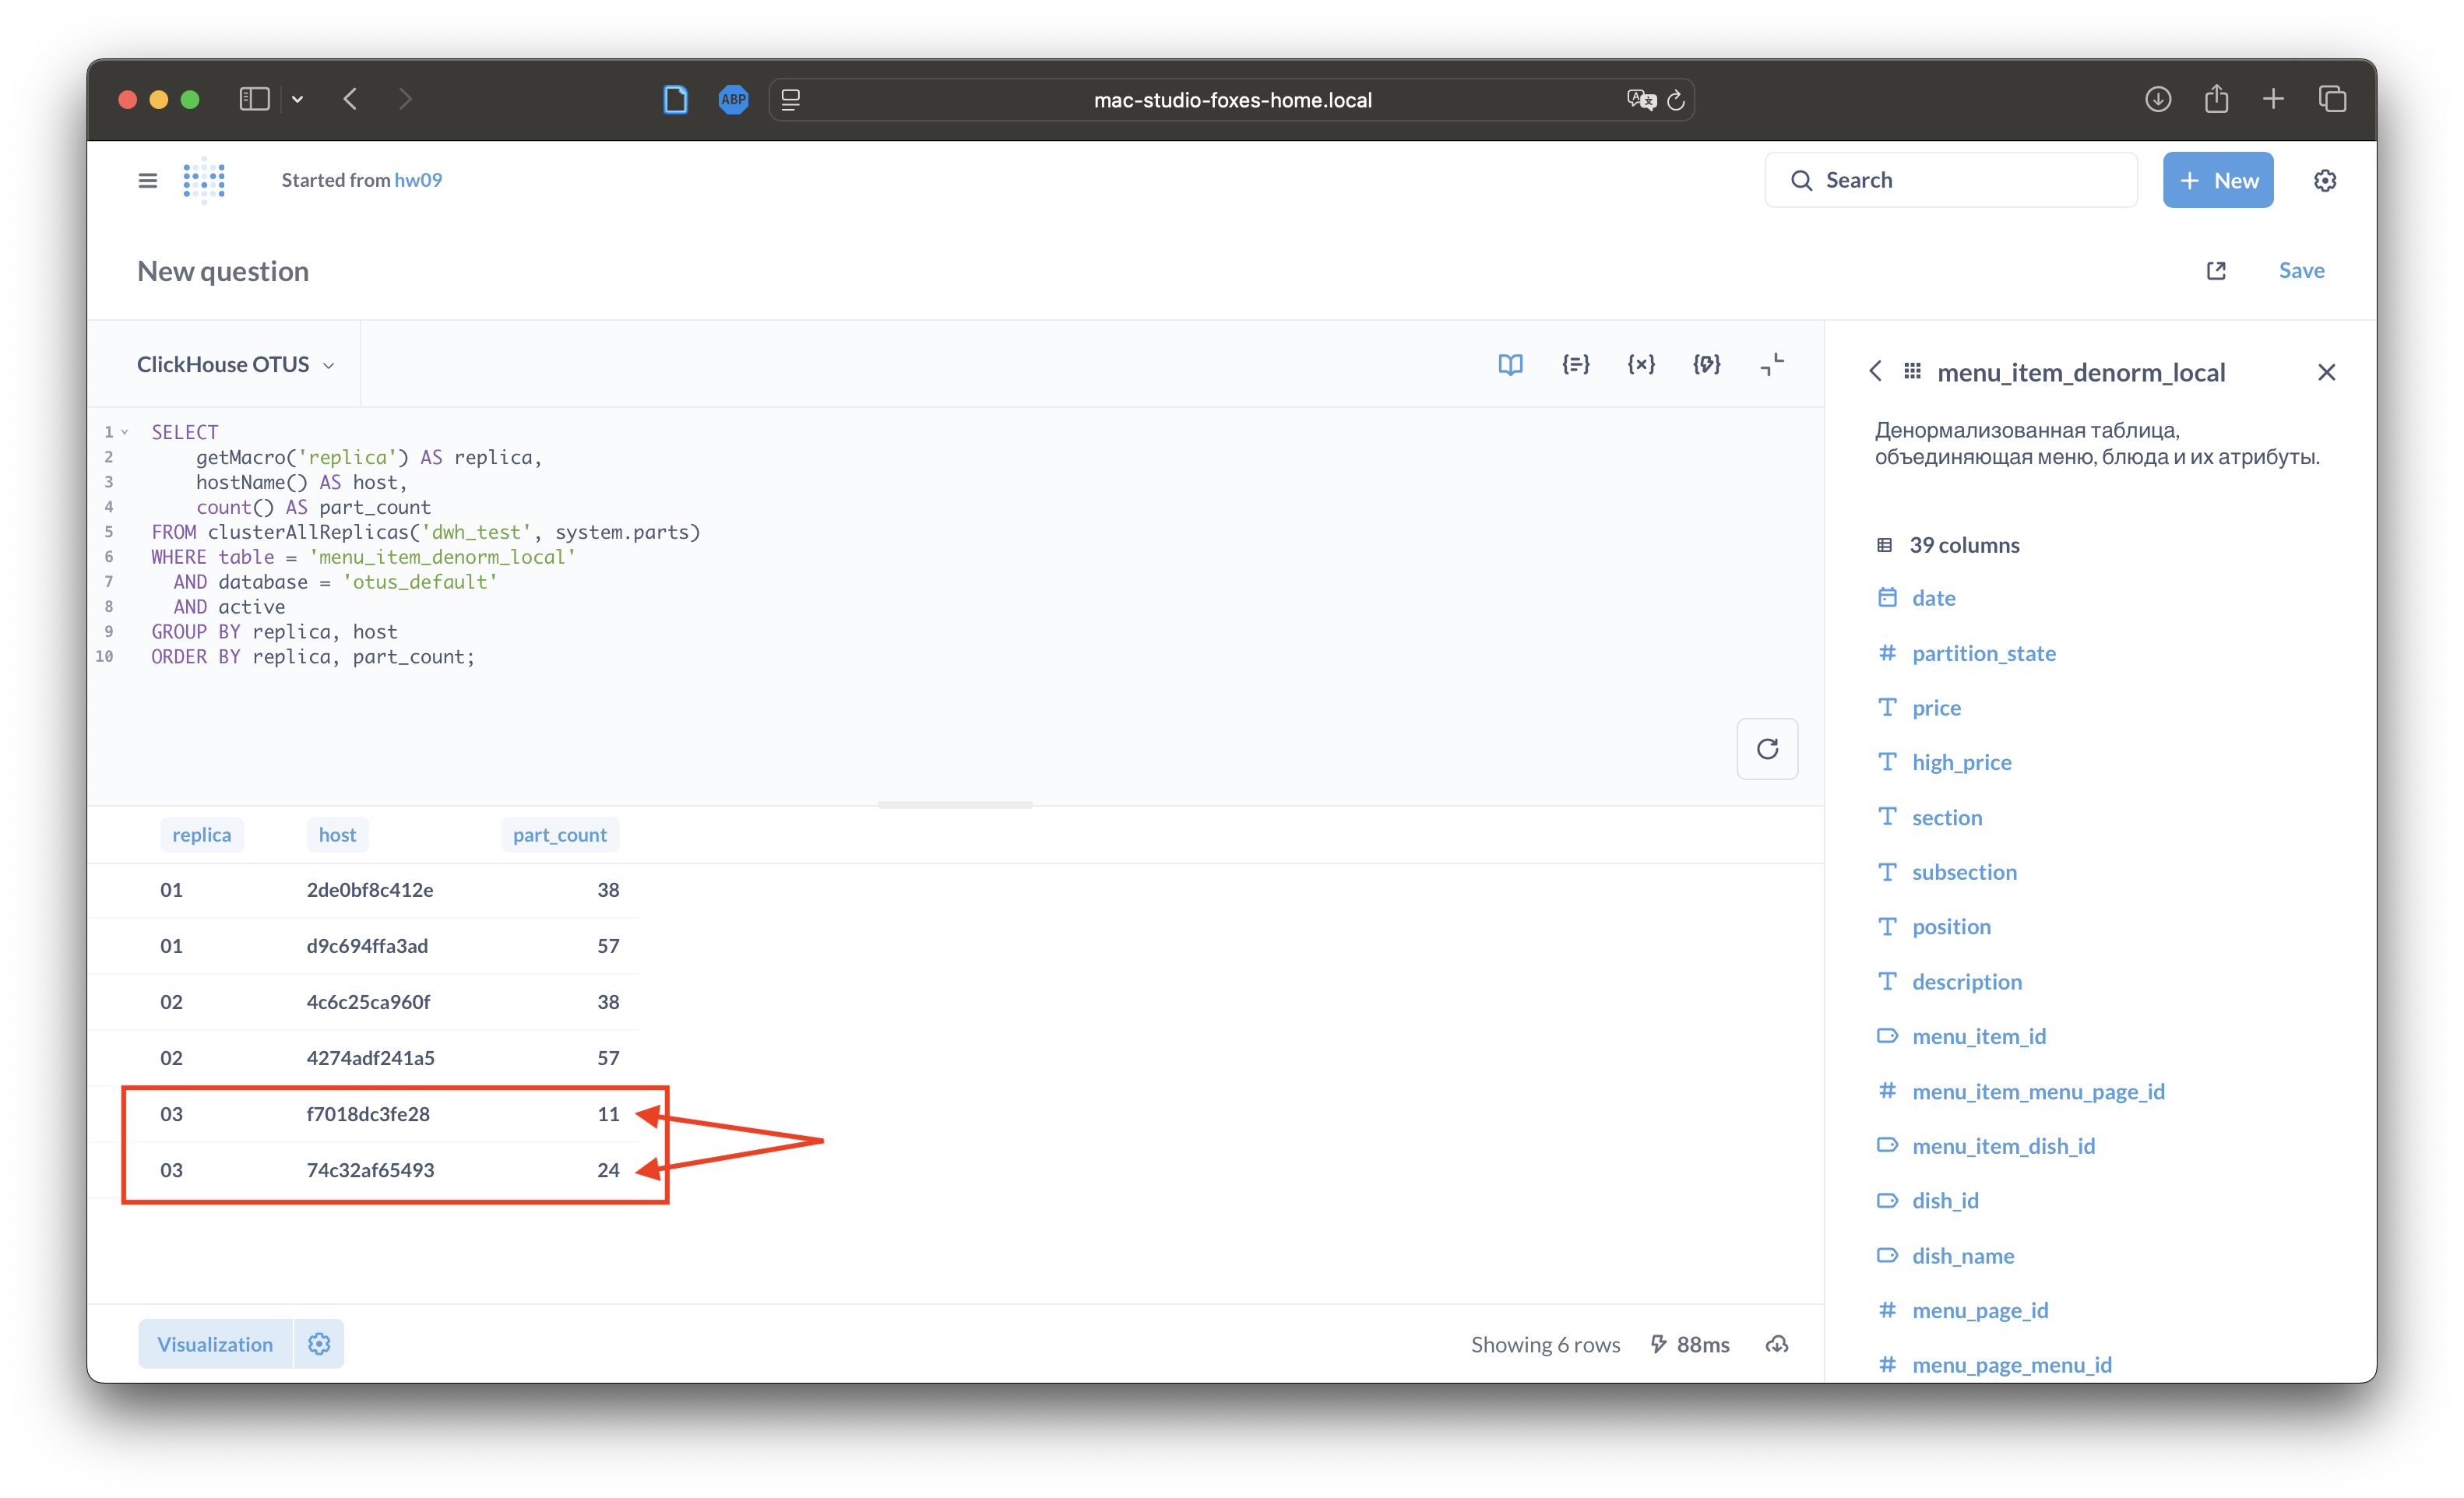 ABP
mac-studio-foxes-home.local
Started from hw09
Search
New
New question
Save
ClickHouse OTUS
1 SELECT
2 getMacro('replica') AS replica,
3 hostName() AS host,
4 count() AS part_count
5 FROM clusterAllReplicas('dwh_test', system.parts)
6 WHERE table = 'menu_item_denorm_local'
7 AND database = 'otus_default'
8 AND active
9 GROUP BY replica, host
10 ORDER BY replica, part_count;
replica host part_count
01 2de0bf8c412e 38
01 d9c694ffa3ad 57
02 4c6c25ca960f 38
02 4274adf241a5 57
03 f7018dc3fe28 11
03 74c32af65493 24
Visualization
Showing 6 rows 88ms
menu_item_denorm_local
Денормализованная таблица,
объединяющая меню, блюда и их атрибуты.
39 columns
date
partition_state
price
high_price
section
subsection
position
description
menu_item_id
menu_item_menu_page_id
menu_item_dish_id
dish_id
dish_name
menu_page_id
menu_page_menu_id